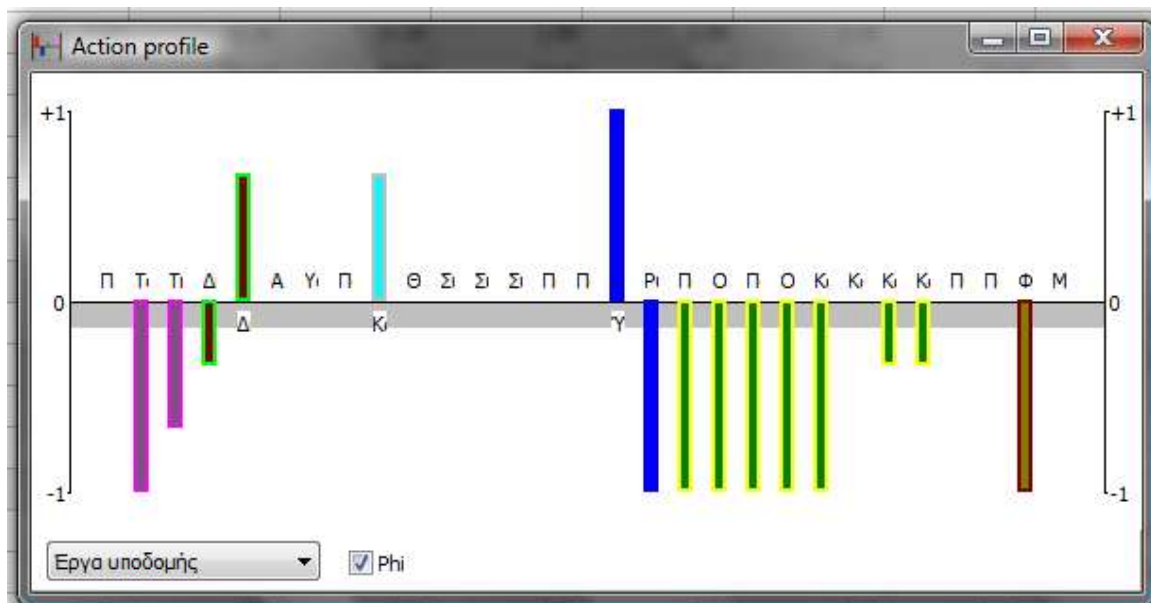 Action profile
+1 +1
Π Τι Τι Δ Α Υι Π Θ Σι Σι Σι Π Π Ρι Π Ο Π Ο Κι Κι Κι Κι Π Π Φ Μ
0 0
Δ Κι Ύ
-1 -1
Έργα υποδομής Phi